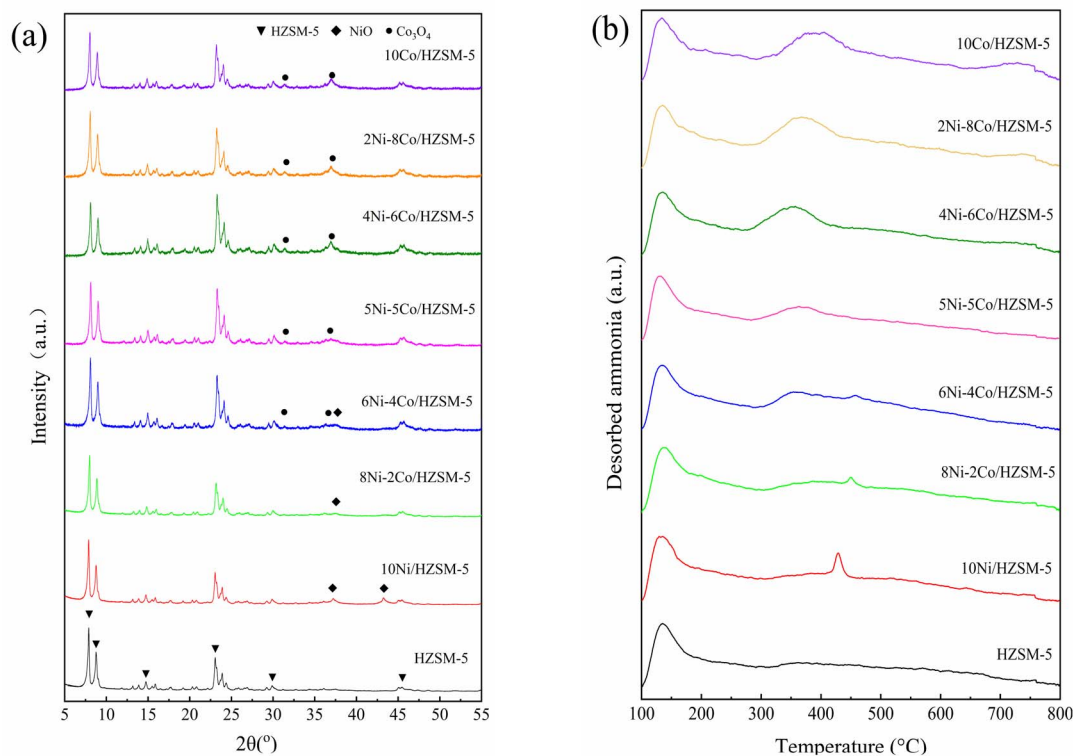 (a)
▼ HZSM-5 ◆ NiO ● Co₃O₄
10Co/HZSM-5
2Ni-8Co/HZSM-5
4Ni-6Co/HZSM-5
5Ni-5Co/HZSM-5
6Ni-4Co/HZSM-5
8Ni-2Co/HZSM-5
10Ni/HZSM-5
HZSM-5
Intensity（a.u.）
5 10 15 20 25 30 35 40 45 50 55
2θ(°)
(b)
10Co/HZSM-5
2Ni-8Co/HZSM-5
4Ni-6Co/HZSM-5
5Ni-5Co/HZSM-5
6Ni-4Co/HZSM-5
8Ni-2Co/HZSM-5
10Ni/HZSM-5
HZSM-5
Desorbed ammonia (a.u.)
100 200 300 400 500 600 700 800
Temperature (°C)